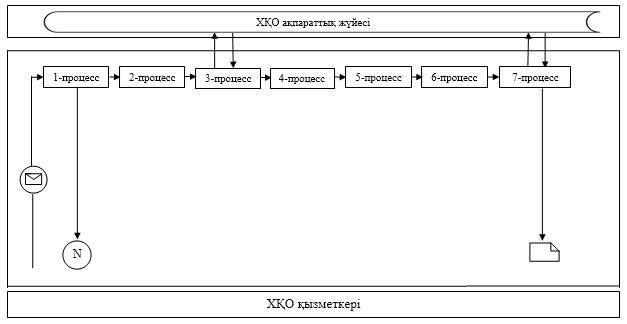 ХҚО ақпараттық жүйесі
1-процесс 2-процесс 3-процесс 4-процесс 5-процесс 6-процесс 7-процесс
N
ХҚО қызметкері